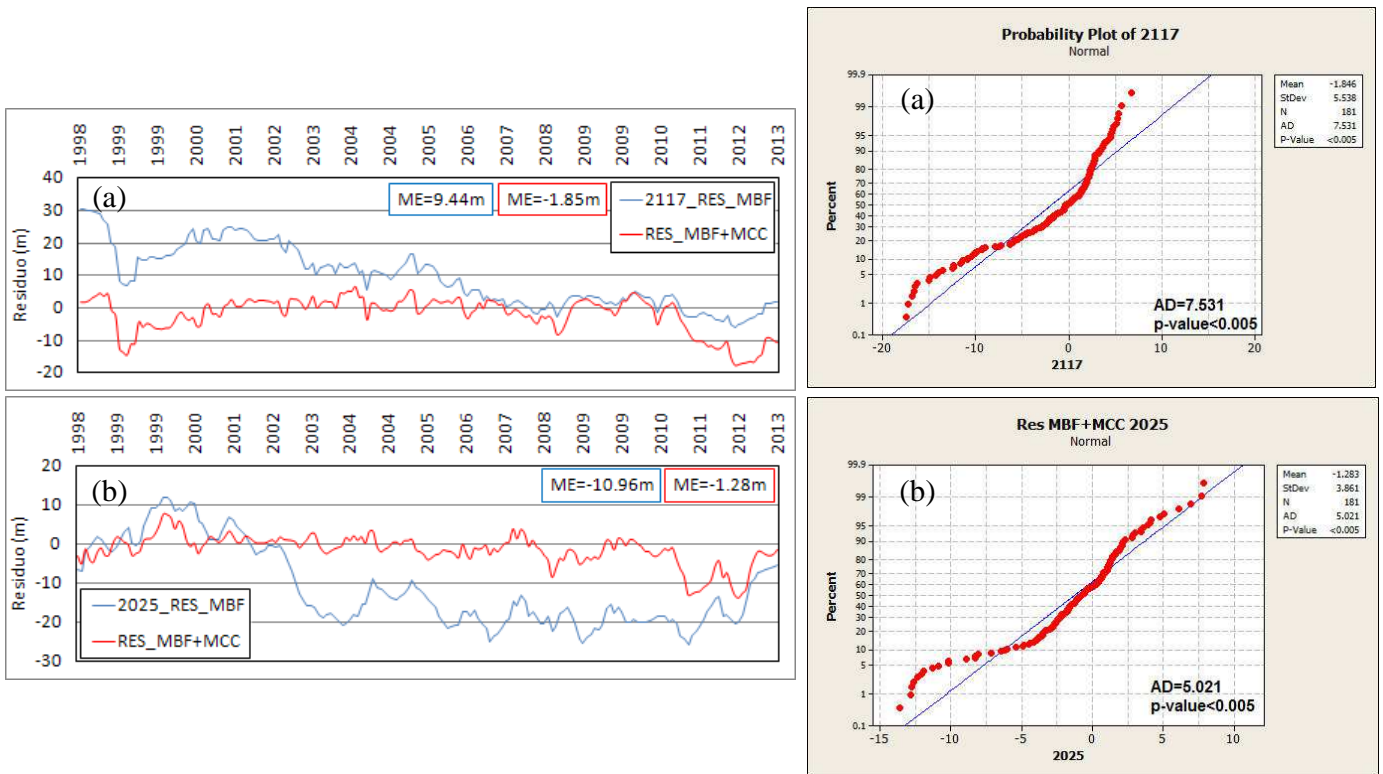 1998 1999 1999 2000 2001 2001 2002 2003 2004 2004 2005 2006 2006 2007 2008 2009 2009 2010 2011 2012 2013
(a)
ME=9.44m
ME=-1.85m
2117_RES_MBF
RES_MBF+MCC
Residuo (m)
40
30
20
10
0
-10
-20
1998 1999 1999 2000 2001 2002 2003 2003 2004 2005 2006 2007 2008 2008 2009 2010 2011 2012 2013
(b)
ME=-10.96m
ME=-1.28m
2025_RES_MBF
RES_MBF+MCC
Residuo (m)
20
10
0
-10
-20
-30
Probability Plot of 2117
Normal
(a)
Percent
99.9
99
95
90
80
70
60
50
40
30
20
10
5
1
0.1
Mean -1.846
StDev 5.538
N 181
AD 7.531
P-Value <0.005
AD=7.531
p-value<0.005
-20 -10 0 10 20
2117
Res MBF+MCC 2025
Normal
(b)
Percent
99.9
99
95
90
80
70
60
50
40
30
20
10
5
1
0.1
Mean -1.283
StDev 3.861
N 181
AD 5.021
P-Value <0.005
AD=5.021
p-value<0.005
-15 -10 -5 0 5 10
2025